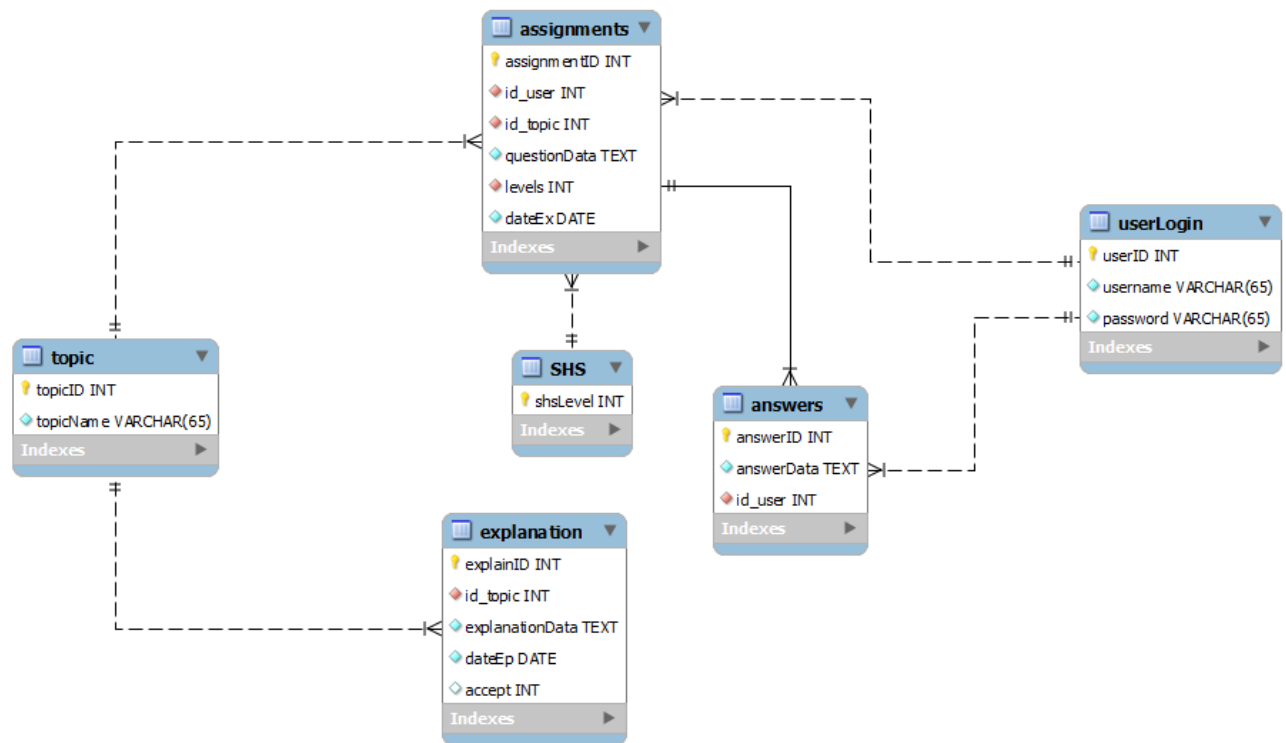 assignments
assignmentID INT
id_user INT
id_topic INT
questionData TEXT
levels INT
dateEx DATE
Indexes
userLogin
userID INT
username VARCHAR(65)
password VARCHAR(65)
Indexes
topic
topicID INT
topicName VARCHAR(65)
Indexes
SHS
shsLevel INT
Indexes
answers
answerID INT
answerData TEXT
id_user INT
Indexes
explanation
explainID INT
id_topic INT
explanationData TEXT
dateEp DATE
accept INT
Indexes